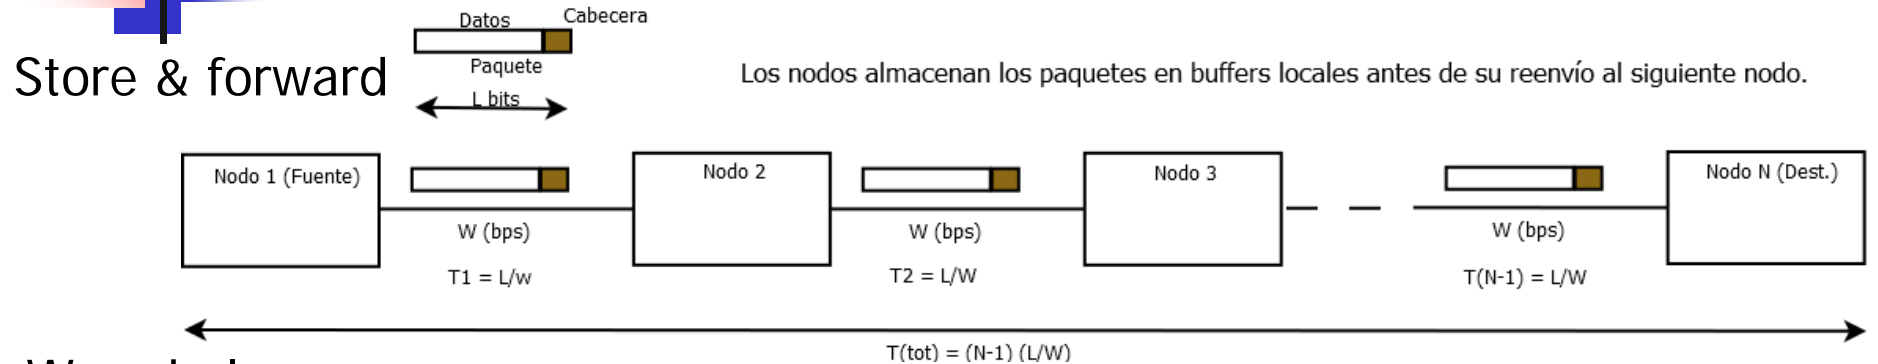 Datos
Cabecera
Store & forward
Paquete
Los nodos almacenan los paquetes en buffers locales antes de su reenvío al siguiente nodo.
L bits
Nodo 1 (Fuente)
Nodo 2
Nodo 3
Nodo N (Dest.)
W (bps)
W (bps)
W (bps)
T1 = L/w
T2 = L/W
T(N-1) = L/W
T(tot) = (N-1) (L/W)